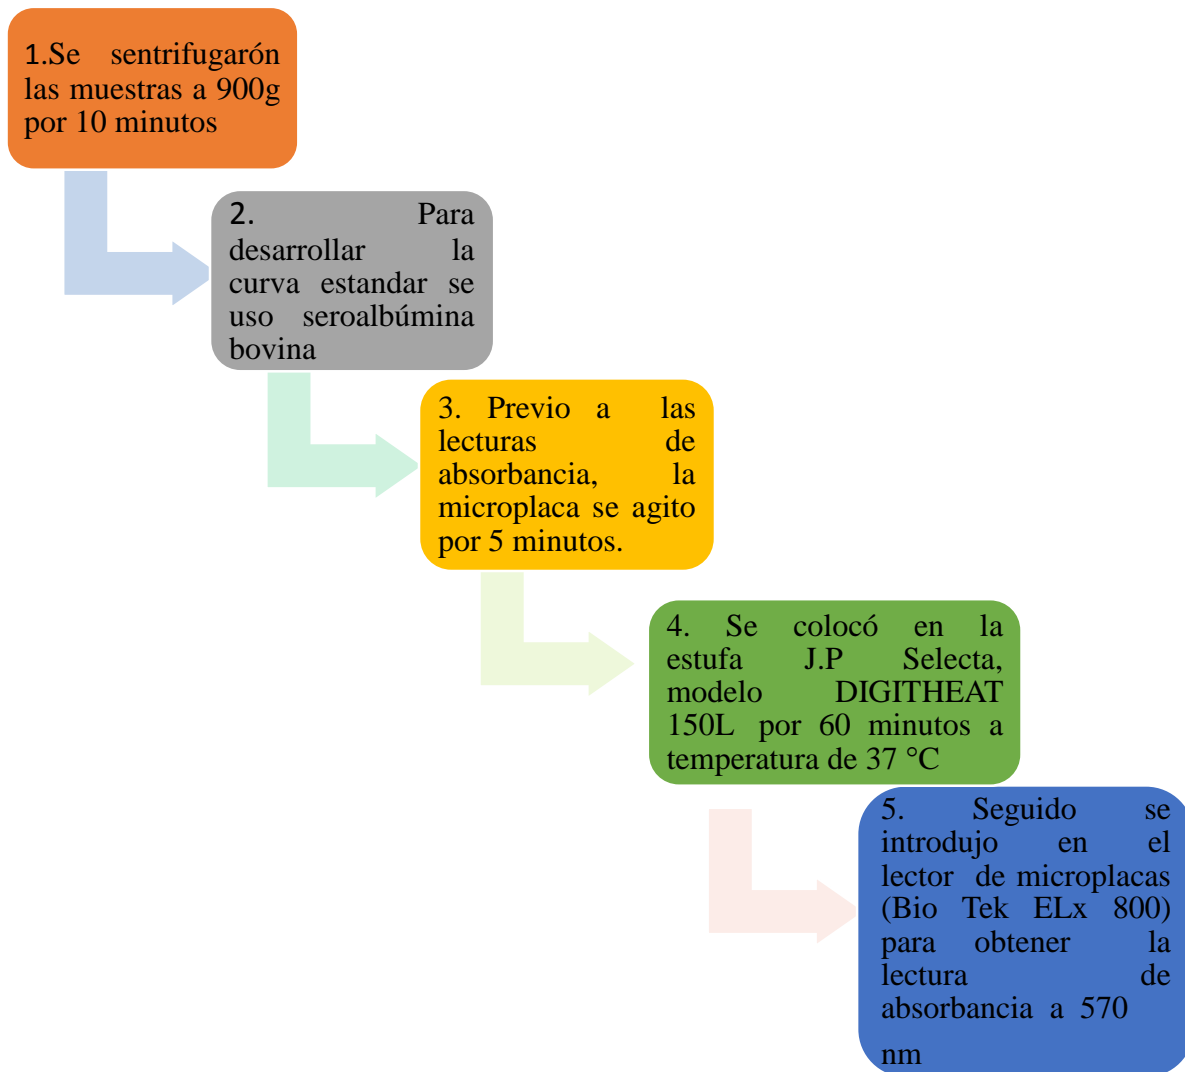 1.Se sentrifugarón
las muestras a 900g
por 10 minutos
2. Para
desarrollar la
curva estandar se
uso seroalbúmina
bovina
3. Previo a las
lecturas de
absorbancia, la
microplaca se agito
por 5 minutos.
4. Se colocó en la
estufa J.P Selecta,
modelo DIGITHEAT
150L por 60 minutos a
temperatura de 37 °C
5. Seguido se
introdujo en el
lector de microplacas
(Bio Tek ELx 800)
para obtener la
lectura de
absorbancia a 570
nm